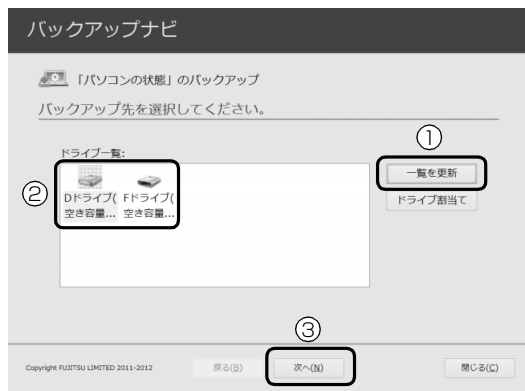 バックアップナビ
「パソコンの状態」のバックアップ
バックアップ先を選択してください。
①
ドライブ一覧:
一覧を更新
②
Dドライブ( Fドライブ(
空き容量... 空き容量...
ドライブ割当て
③
Copyright FUJITSU LIMITED 2011-2012
戻る(B)
次へ(N)
閉じる(C)